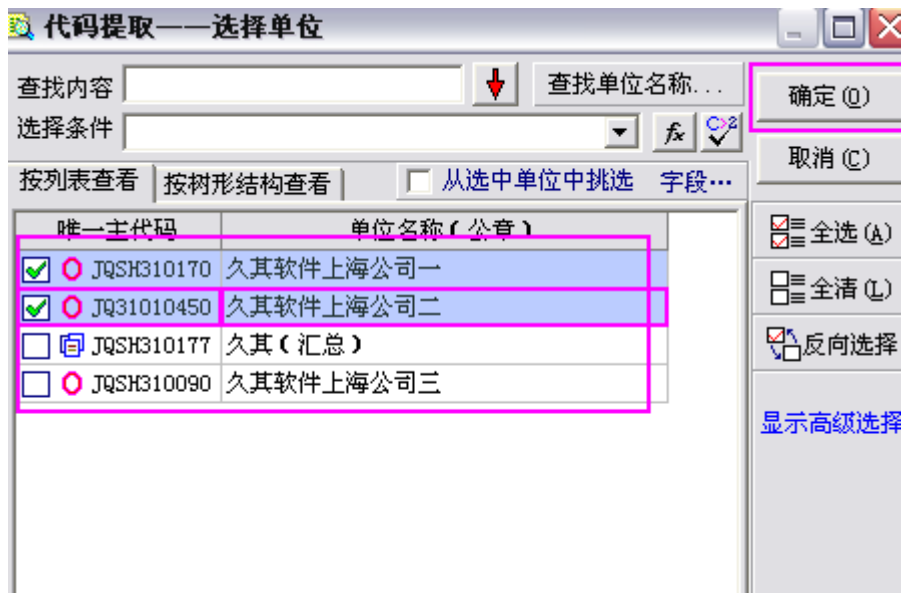 代码提取——选择单位
查找内容 查找单位名称...
确定(O)
选择条件
取消(C)
按列表查看 按树形结构查看 从选中单位中挑选 字段…
唯一主代码 单位名称(公章)
全选(A)
JQSH310170 久其软件上海公司一
JQ31010450 久其软件上海公司二
全清(L)
JQSH310177 久其(汇总)
反向选择
JQSH310090 久其软件上海公司三
显示高级选择